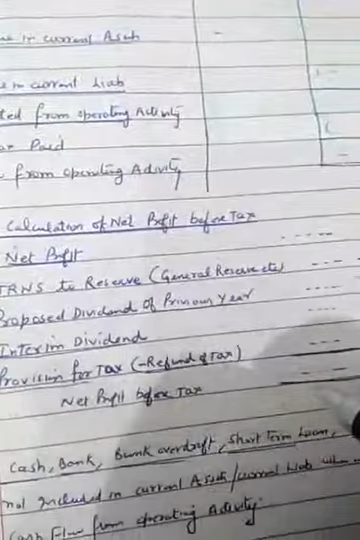 in current Assets
in current Liab
ted from operating Activity
Paid
from operating Activity
Calculation of Net Profit before Tax
Net Profit
TRNS to Reserve (General Reserve etc)
Proposed Dividend of Privious Year
Interim Dividend
Provision for Tax (-Refund of Tax)
Net Profit before Tax
Cash, Bank, Bank overdraft, Short Term Loan,
not included in current Assets/current Liab
Cash Flow from operating Activity.